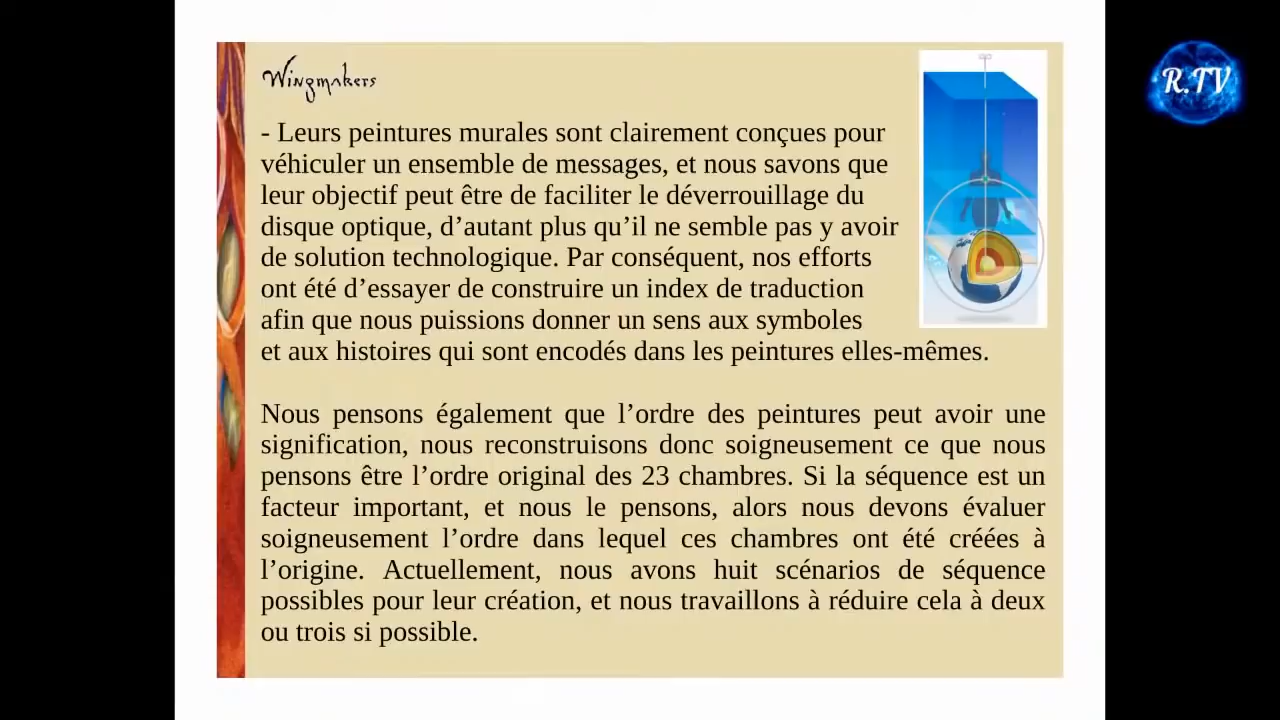 Wingmakers
R.TV
- Leurs peintures murales sont clairement conçues pour
véhiculer un ensemble de messages, et nous savons que
leur objectif peut être de faciliter le déverrouillage du
disque optique, d’autant plus qu’il ne semble pas y avoir
de solution technologique. Par conséquent, nos efforts
ont été d’essayer de construire un index de traduction
afin que nous puissions donner un sens aux symboles
et aux histoires qui sont encodés dans les peintures elles-mêmes.
Nous pensons également que l’ordre des peintures peut avoir une
signification, nous reconstruisons donc soigneusement ce que nous
pensons être l’ordre original des 23 chambres. Si la séquence est un
facteur important, et nous le pensons, alors nous devons évaluer
soigneusement l’ordre dans lequel ces chambres ont été créées à
l’origine. Actuellement, nous avons huit scénarios de séquence
possibles pour leur création, et nous travaillons à réduire cela à deux
ou trois si possible.